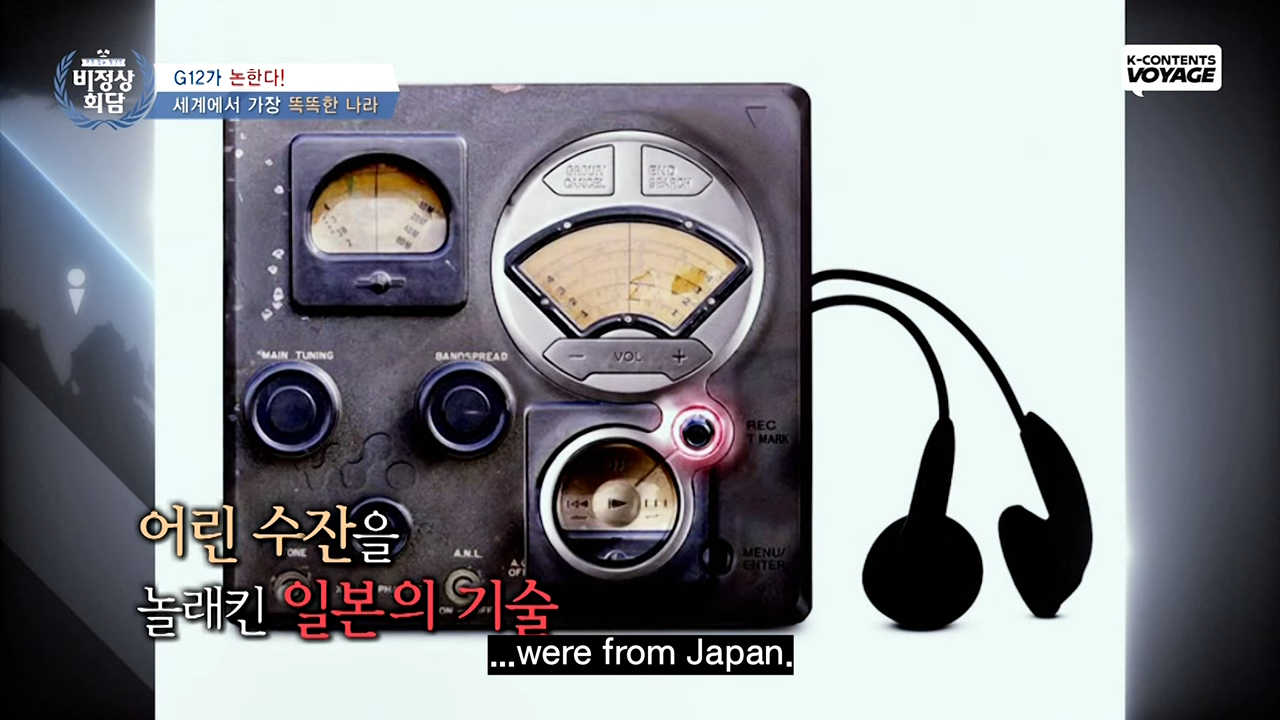 비정상
회담
G12가 논한다!
세계에서 가장 똑똑한 나라
K-CONTENTS
VOYAGE
GROUP/
CANCEL
END
SEARCH
MAIN TUNING
BANDSPREAD
− VOL +
REC
T MARK
MENU/
ENTER
A.N.L.
ON
어린 수잔을
놀래킨 일본의 기술
...were from Japan.